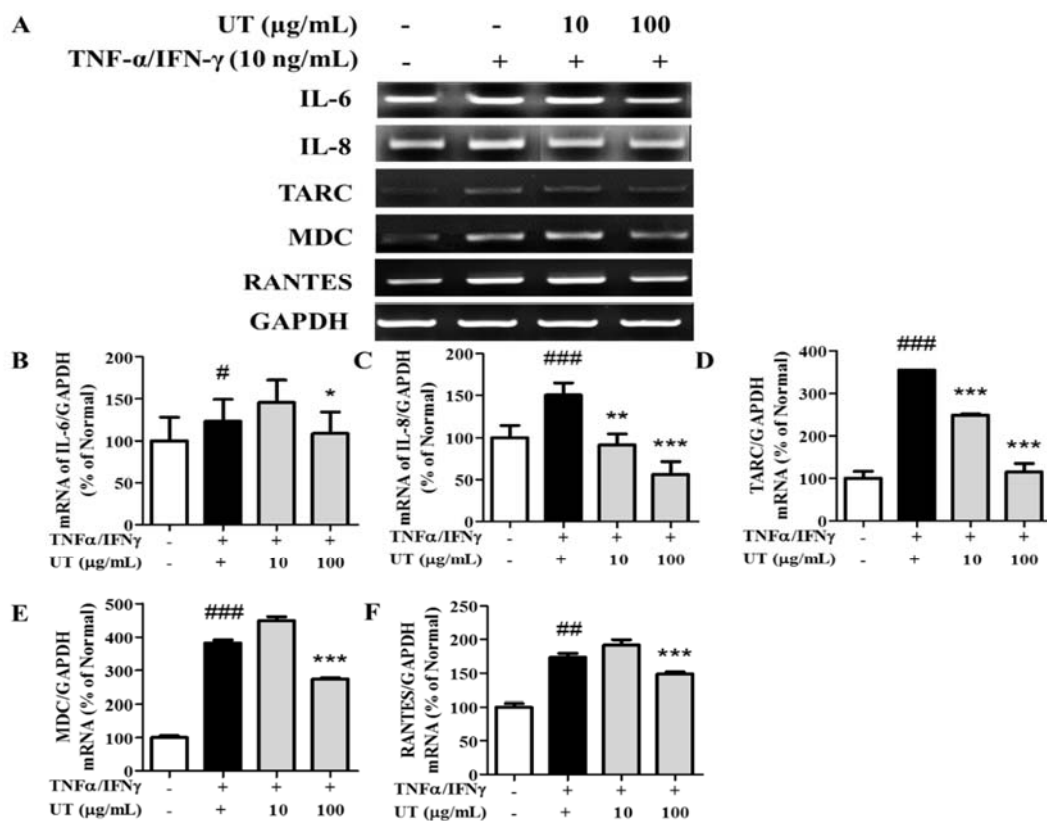 A
UT (µg/mL) - - 10 100
TNF-α/IFN-γ (10 ng/mL) - + + +
IL-6
IL-8
TARC
MDC
RANTES
GAPDH
B
mRNA of IL-6/GAPDH
(% of Normal)
200
150
100
50
0
# *
TNFα/IFNγ - + + +
UT (µg/mL) - + 10 100
C
mRNA of IL-8/GAPDH
(% of Normal)
200
150
100
50
0
### ** ***
TNFα/IFNγ - + + +
UT (µg/mL) - + 10 100
D
TARC/GAPDH
mRNA (% of Normal)
400
300
200
100
0
### *** ***
TNFα/IFNγ - + + +
UT (µg/mL) - + 10 100
E
MDC/GAPDH
mRNA (% of Normal)
500
400
300
200
100
0
### ***
TNFα/IFNγ - + + +
UT (µg/mL) - + 10 100
F
RANTES/GAPDH
mRNA (% of Normal)
250
200
150
100
50
0
## ***
TNFα/IFNγ - + + +
UT (µg/mL) - + 10 100